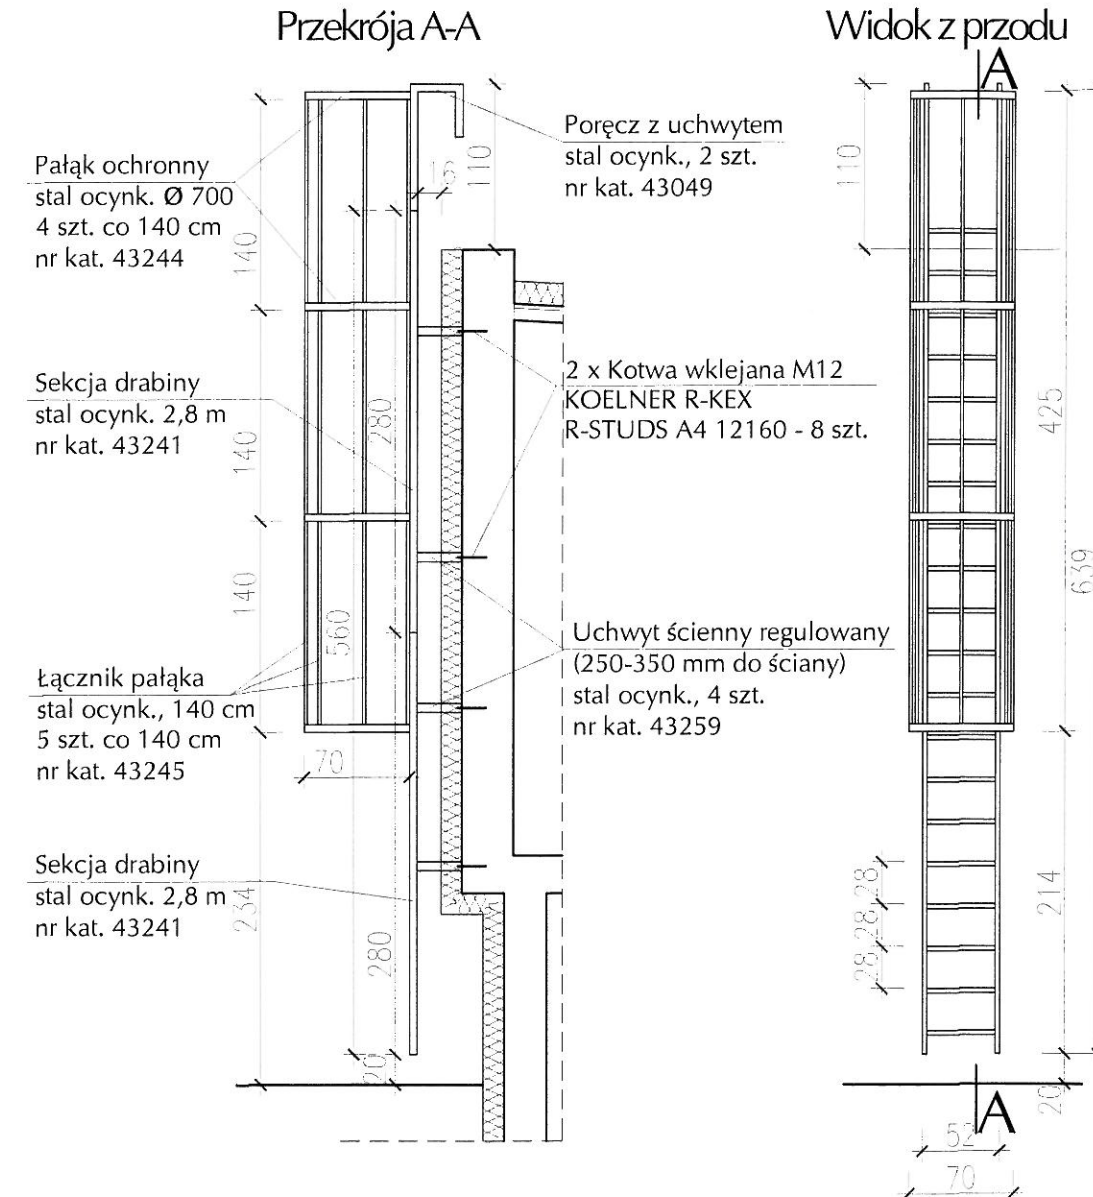 Przekrója A-A
Widok z przodu
A
Pałąk ochronny
stal ocynk. Ø 700
4 szt. co 140 cm
nr kat. 43244
Poręcz z uchwytem
stal ocynk., 2 szt.
nr kat. 43049
16
110
110
140
Sekcja drabiny
stal ocynk. 2,8 m
nr kat. 43241
2 x Kotwa wklejana M12
KOELNER R-KEX
R-STUDS A4 12160 - 8 szt.
280
425
140
140
560
639
Uchwyt ścienny regulowany
(250-350 mm do ściany)
stal ocynk., 4 szt.
nr kat. 43259
Łącznik pałąka
stal ocynk., 140 cm
5 szt. co 140 cm
nr kat. 43245
70
Sekcja drabiny
stal ocynk. 2,8 m
nr kat. 43241
234
280
20
28
28
28
214
20
A
52
70